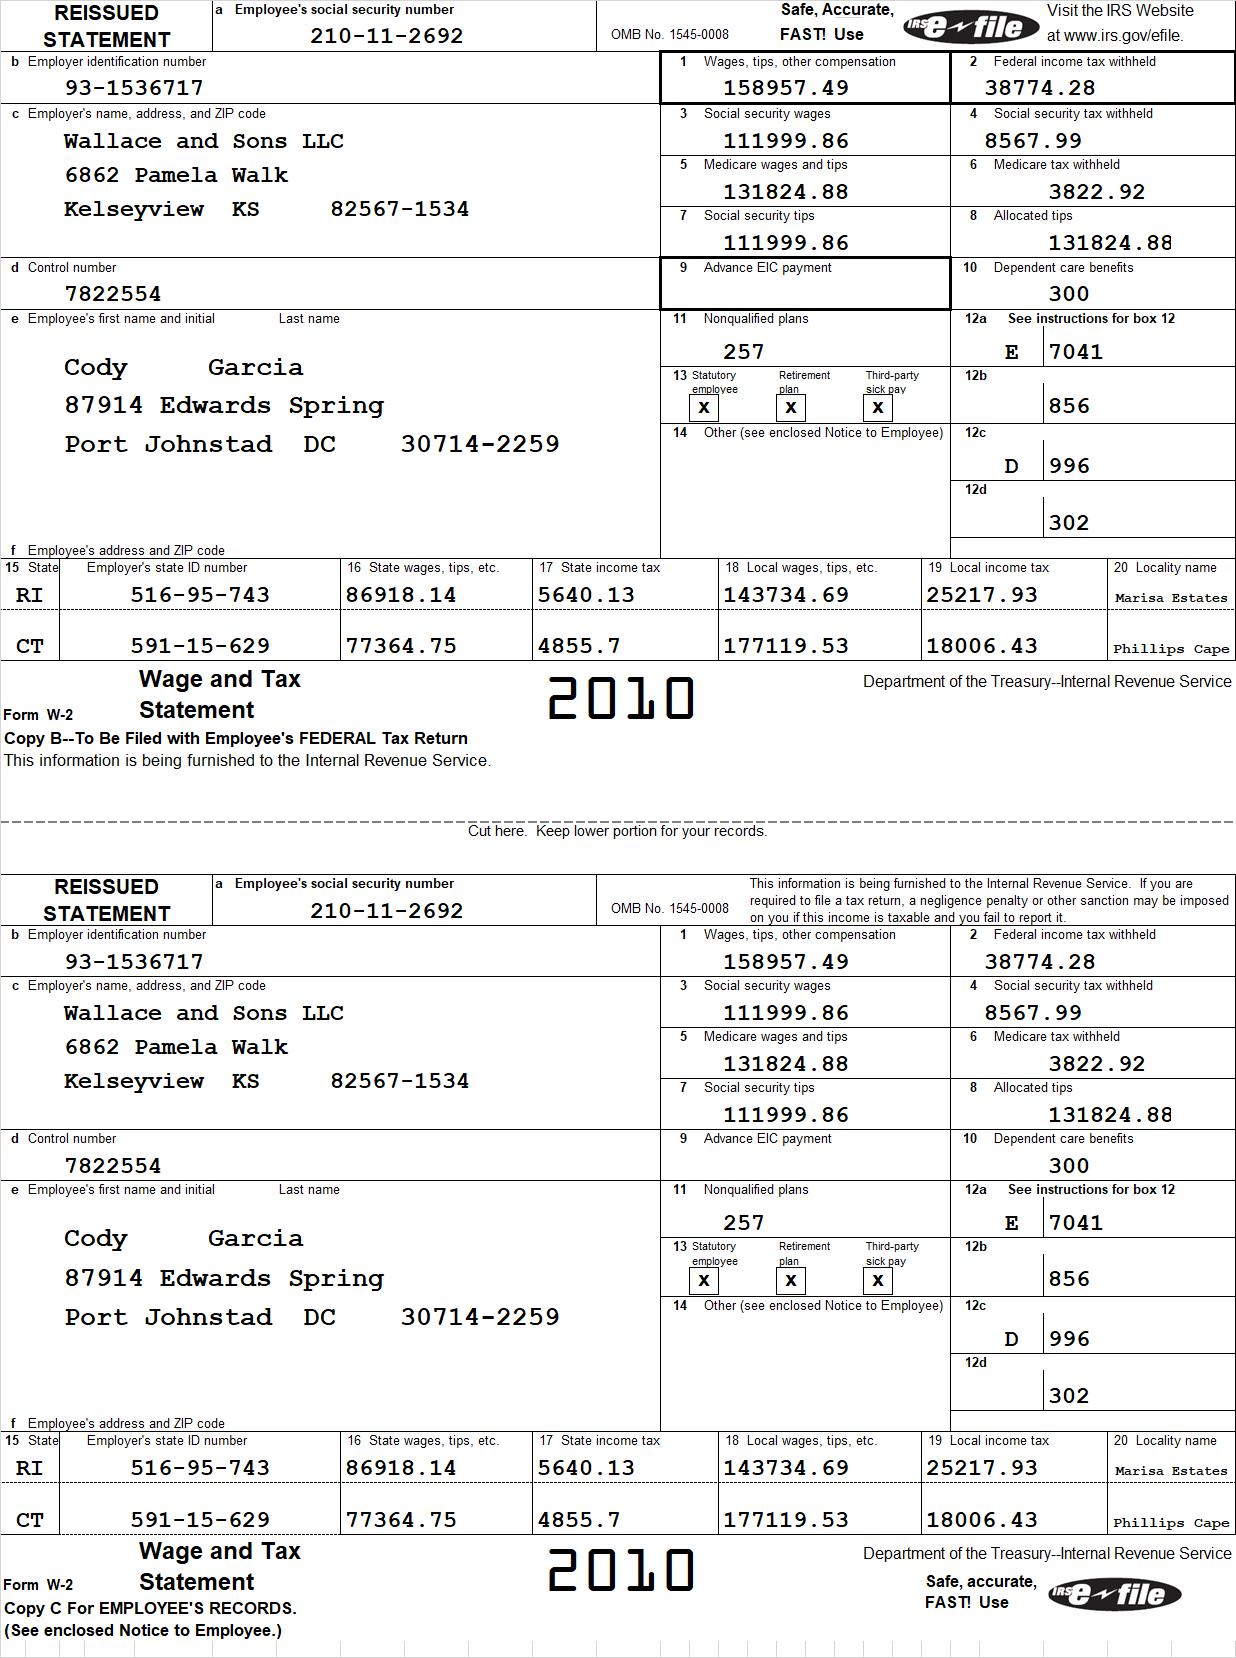 REISSUED STATEMENT
a Employee's social security number
210-11-2692
OMB No. 1545-0008
Safe, Accurate,
FAST! Use
IRS e-file
Visit the IRS Website
at www.irs.gov/efile.
b Employer identification number
93-1536717
1 Wages, tips, other compensation
158957.49
2 Federal income tax withheld
38774.28
c Employer's name, address, and ZIP code
Wallace and Sons LLC
6862 Pamela Walk
Kelseyview KS 82567-1534
3 Social security wages
111999.86
4 Social security tax withheld
8567.99
5 Medicare wages and tips
131824.88
6 Medicare tax withheld
3822.92
7 Social security tips
111999.86
8 Allocated tips
131824.88
d Control number
7822554
9 Advance EIC payment
10 Dependent care benefits
300
e Employee's first name and initial Last name
Cody Garcia
87914 Edwards Spring
Port Johnstad DC 30714-2259
11 Nonqualified plans
257
12a See instructions for box 12
E 7041
13 Statutory employee Retirement plan Third-party sick pay
X X X
12b
856
14 Other (see enclosed Notice to Employee)
12c
D 996
12d
302
f Employee's address and ZIP code
15 State Employer's state ID number 16 State wages, tips, etc. 17 State income tax 18 Local wages, tips, etc. 19 Local income tax 20 Locality name
RI 516-95-743 86918.14 5640.13 143734.69 25217.93 Marisa Estates
CT 591-15-629 77364.75 4855.7 177119.53 18006.43 Phillips Cape
Form W-2
Wage and Tax
Statement
2010
Department of the Treasury--Internal Revenue Service
Copy B--To Be Filed with Employee's FEDERAL Tax Return
This information is being furnished to the Internal Revenue Service.
Cut here. Keep lower portion for your records.
REISSUED STATEMENT
a Employee's social security number
210-11-2692
OMB No. 1545-0008
This information is being furnished to the Internal Revenue Service. If you are
required to file a tax return, a negligence penalty or other sanction may be imposed
on you if this income is taxable and you fail to report it.
b Employer identification number
93-1536717
1 Wages, tips, other compensation
158957.49
2 Federal income tax withheld
38774.28
c Employer's name, address, and ZIP code
Wallace and Sons LLC
6862 Pamela Walk
Kelseyview KS 82567-1534
3 Social security wages
111999.86
4 Social security tax withheld
8567.99
5 Medicare wages and tips
131824.88
6 Medicare tax withheld
3822.92
7 Social security tips
111999.86
8 Allocated tips
131824.88
d Control number
7822554
9 Advance EIC payment
10 Dependent care benefits
300
e Employee's first name and initial Last name
Cody Garcia
87914 Edwards Spring
Port Johnstad DC 30714-2259
11 Nonqualified plans
257
12a See instructions for box 12
E 7041
13 Statutory employee Retirement plan Third-party sick pay
X X X
12b
856
14 Other (see enclosed Notice to Employee)
12c
D 996
12d
302
f Employee's address and ZIP code
15 State Employer's state ID number 16 State wages, tips, etc. 17 State income tax 18 Local wages, tips, etc. 19 Local income tax 20 Locality name
RI 516-95-743 86918.14 5640.13 143734.69 25217.93 Marisa Estates
CT 591-15-629 77364.75 4855.7 177119.53 18006.43 Phillips Cape
Form W-2
Wage and Tax
Statement
2010
Department of the Treasury--Internal Revenue Service
Safe, accurate,
FAST! Use
IRS e-file
Copy C For EMPLOYEE'S RECORDS.
(See enclosed Notice to Employee.)